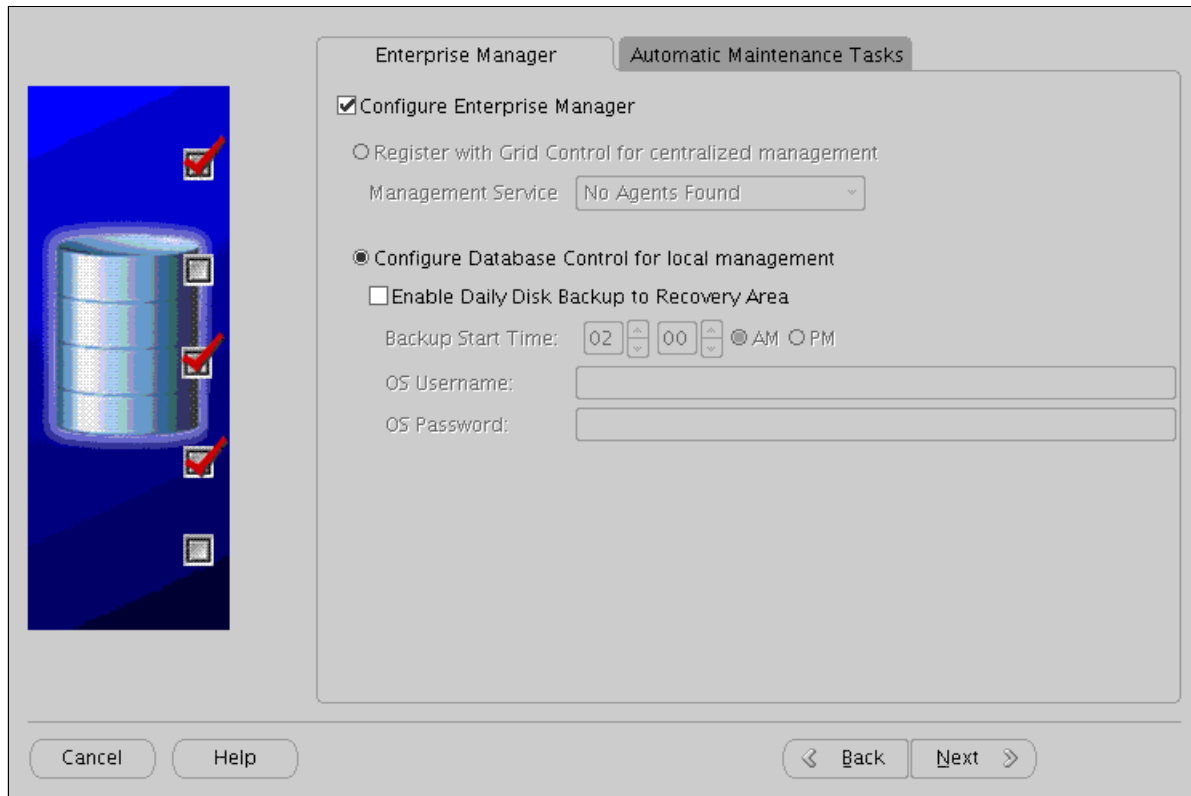 Enterprise Manager
Automatic Maintenance Tasks
Configure Enterprise Manager
Register with Grid Control for centralized management
Management Service No Agents Found
Configure Database Control for local management
Enable Daily Disk Backup to Recovery Area
Backup Start Time: 02 00 AM PM
OS Username:
OS Password:
Cancel Help Back Next